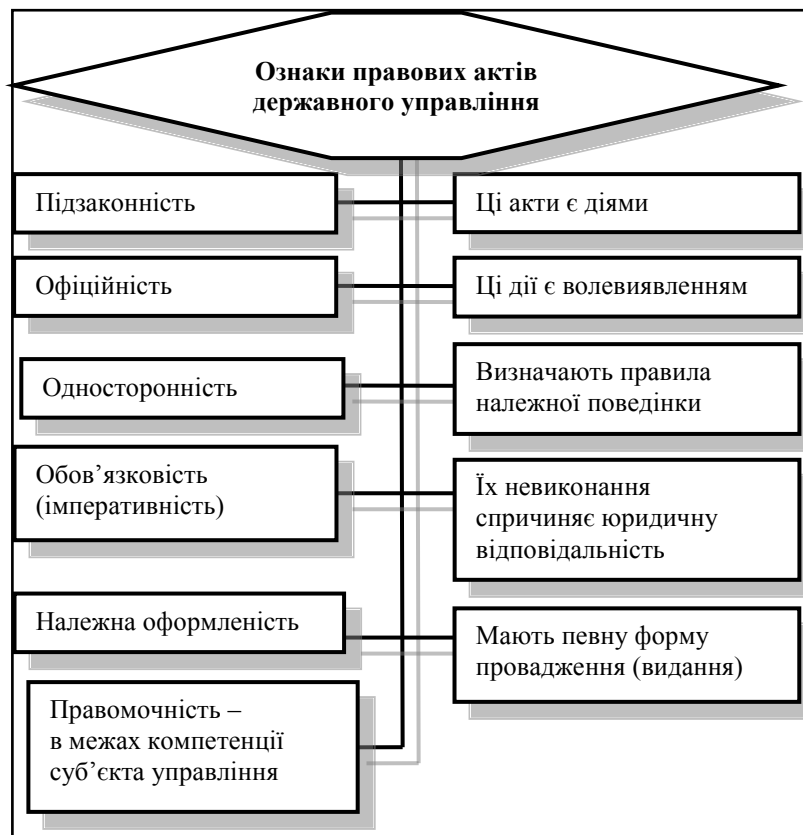 Ознаки правових актів
державного управління
Підзаконність
Ці акти є діями
Офіційність
Ці дії є волевиявленням
Односторонність
Визначають правила
належної поведінки
Обов’язковість
(імперативність)
Їх невиконання
спричиняє юридичну
відповідальність
Належна оформленість
Мають певну форму
провадження (видання)
Правомочність –
в межах компетенції
суб’єкта управління